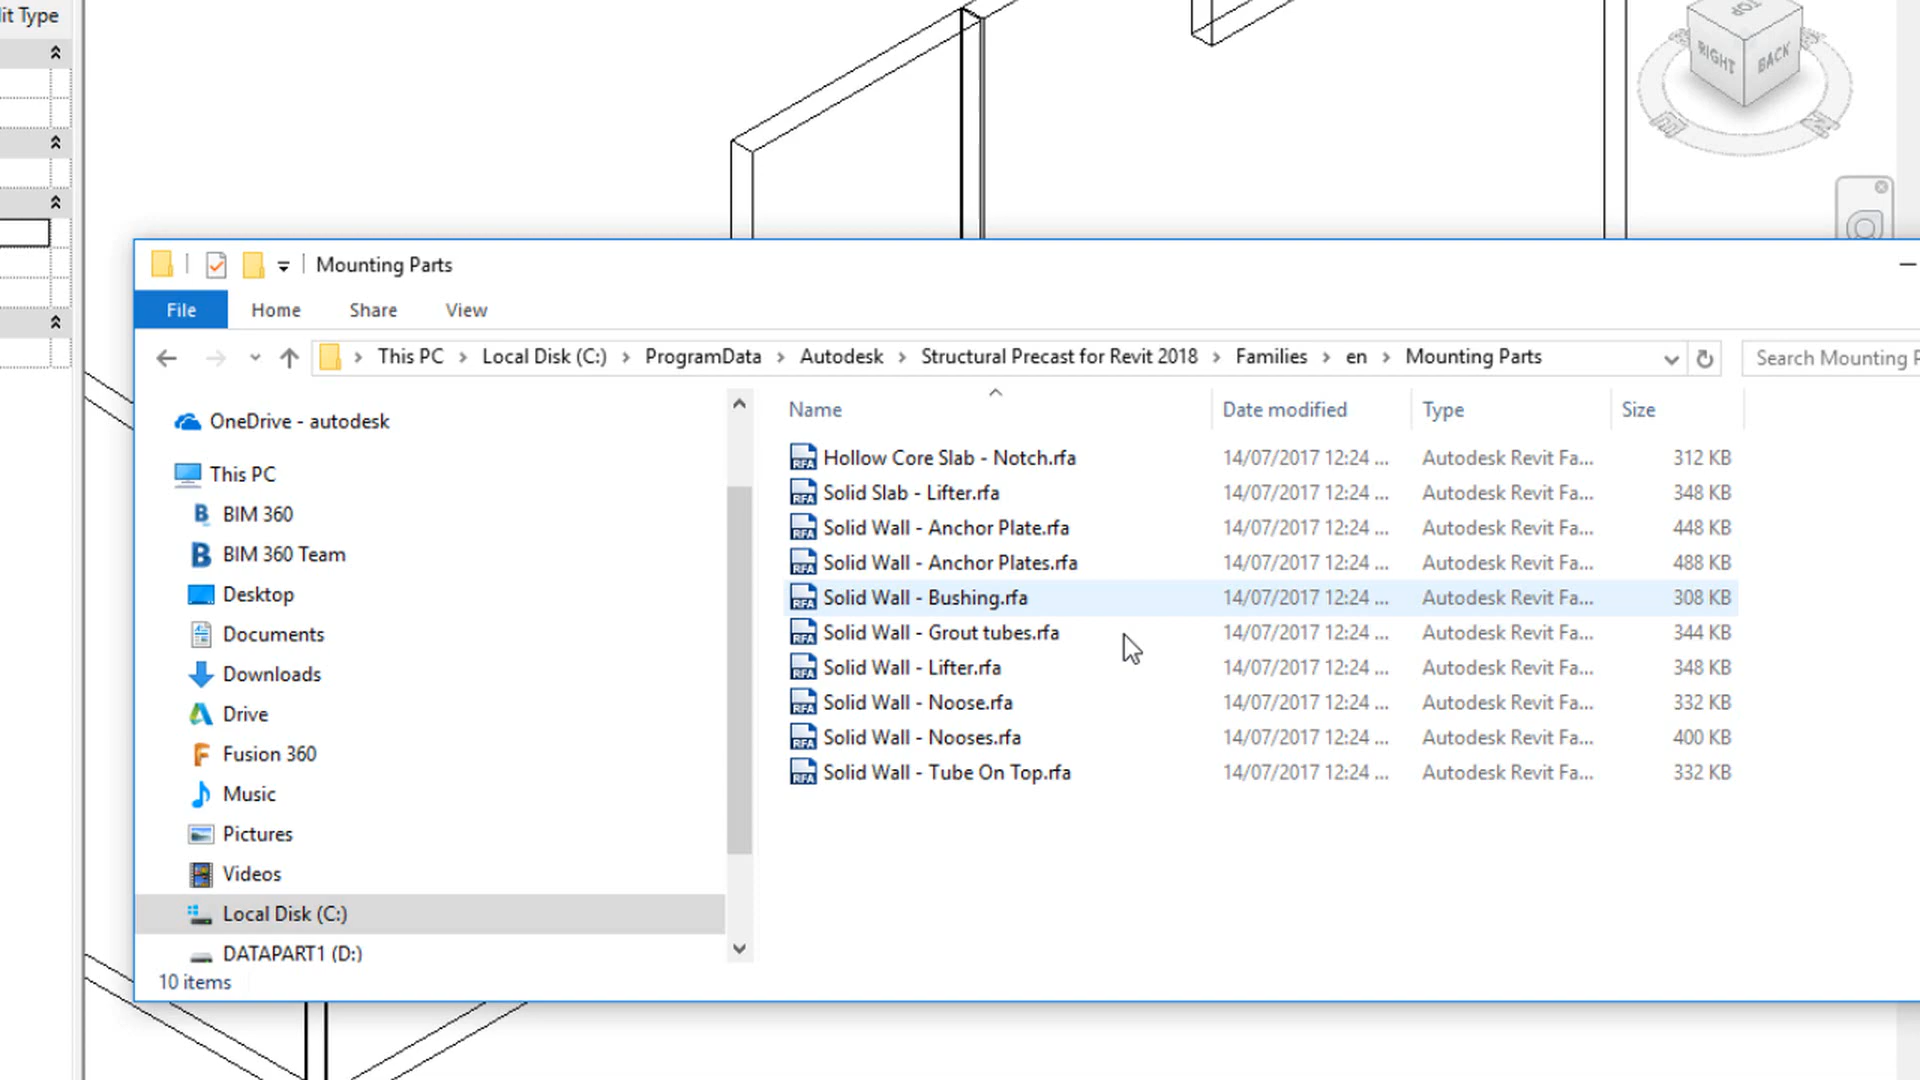 it Type
TOP
RIGHT
BACK
Mounting Parts
File Home Share View
This PC Local Disk (C:) ProgramData Autodesk Structural Precast for Revit 2018 Families en Mounting Parts
Search Mounting P
Name Date modified Type Size
OneDrive - autodesk
This PC
BIM 360
BIM 360 Team
Desktop
Documents
Downloads
Drive
Fusion 360
Music
Pictures
Videos
Local Disk (C:)
DATAPART1 (D:)
Hollow Core Slab - Notch.rfa 14/07/2017 12:24 ... Autodesk Revit Fa... 312 KB
Solid Slab - Lifter.rfa 14/07/2017 12:24 ... Autodesk Revit Fa... 348 KB
Solid Wall - Anchor Plate.rfa 14/07/2017 12:24 ... Autodesk Revit Fa... 448 KB
Solid Wall - Anchor Plates.rfa 14/07/2017 12:24 ... Autodesk Revit Fa... 488 KB
Solid Wall - Bushing.rfa 14/07/2017 12:24 ... Autodesk Revit Fa... 308 KB
Solid Wall - Grout tubes.rfa 14/07/2017 12:24 ... Autodesk Revit Fa... 344 KB
Solid Wall - Lifter.rfa 14/07/2017 12:24 ... Autodesk Revit Fa... 348 KB
Solid Wall - Noose.rfa 14/07/2017 12:24 ... Autodesk Revit Fa... 332 KB
Solid Wall - Nooses.rfa 14/07/2017 12:24 ... Autodesk Revit Fa... 400 KB
Solid Wall - Tube On Top.rfa 14/07/2017 12:24 ... Autodesk Revit Fa... 332 KB
10 items